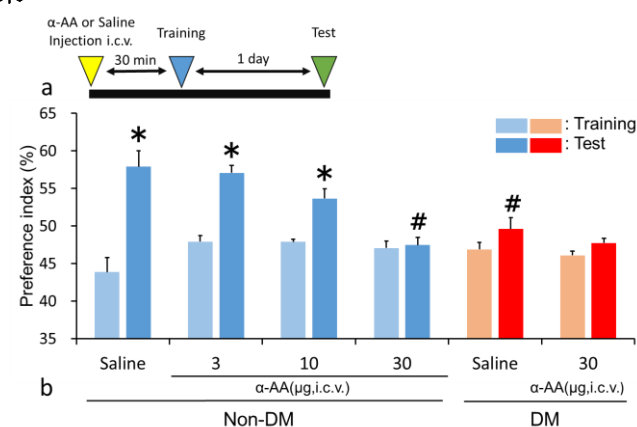 α-AA or Saline
Injection i.c.v.
Training
Test
30 min
1 day
a
65
60
55
50
45
40
35
Preference index (%)
: Training
: Test
*
*
*
#
#
Saline 3 10 30 Saline 30
α-AA(μg,i.c.v.) α-AA(μg,i.c.v.)
b
Non-DM DM